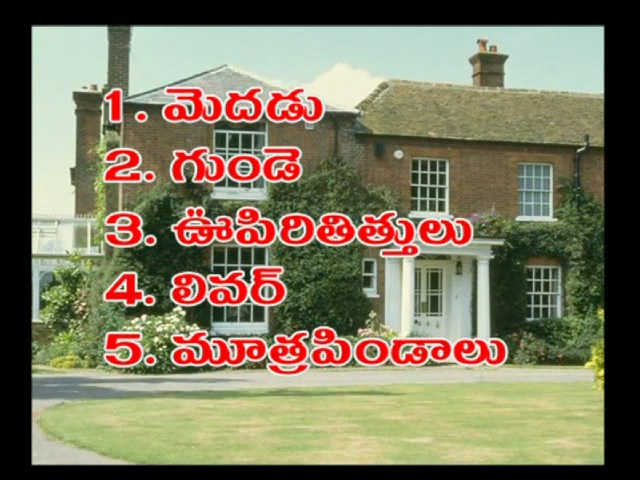 1. మెదడు
2. గుండె
3. ఊపిరితిత్తులు
4. లివర్
5. మూత్రపిండాలు